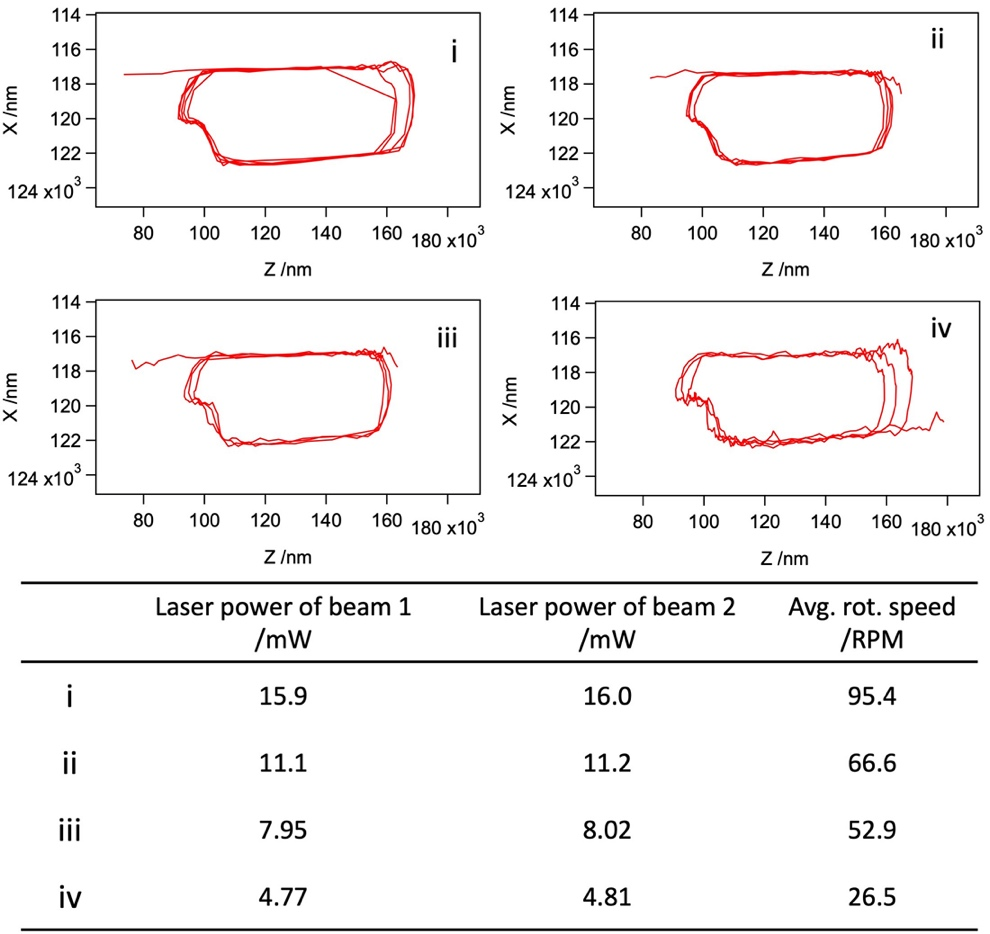 114
116
118
120
122
124 x10³
X /nm
i
80 100 120 140 160 180 x10³
Z /nm
114
116
118
120
122
124 x10³
X /nm
ii
80 100 120 140 160 180 x10³
Z /nm
114
116
118
120
122
124 x10³
X /nm
iii
80 100 120 140 160 180 x10³
Z /nm
114
116
118
120
122
124 x10³
X /nm
iv
80 100 120 140 160 180 x10³
Z /nm
Laser power of beam 1 Laser power of beam 2 Avg. rot. speed
/mW /mW /RPM
i 15.9 16.0 95.4
ii 11.1 11.2 66.6
iii 7.95 8.02 52.9
iv 4.77 4.81 26.5